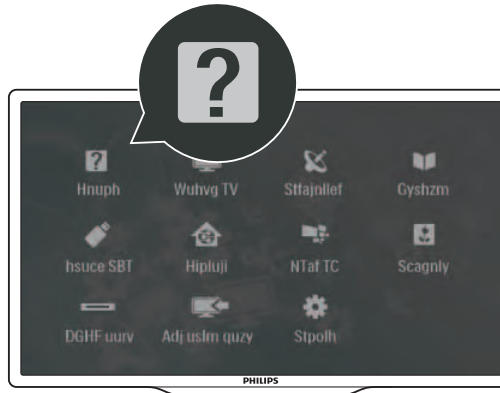 ?
?
Hnuph Wuhvg TV Stfajnlief Gyshzm
hsuce SBT Hipluji NTaf TC Scagnly
DGHF uurv Adj uslm quzy Stpolh
PHILIPS